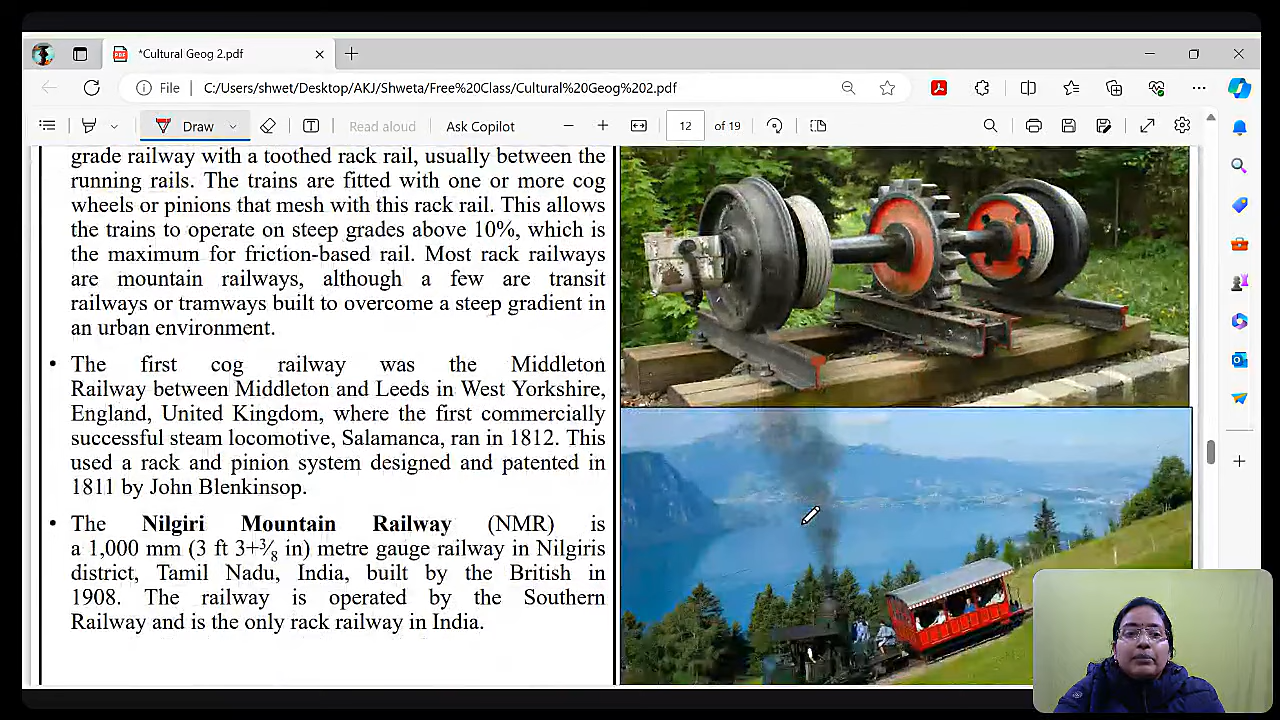 *Cultural Geog 2.pdf
File
C:/Users/shwet/Desktop/AKJ/Shweta/Free%20Class/Cultural%20Geog%202.pdf
Draw
Read aloud
Ask Copilot
12
of 19
grade railway with a toothed rack rail, usually between the
running rails. The trains are fitted with one or more cog
wheels or pinions that mesh with this rack rail. This allows
the trains to operate on steep grades above 10%, which is
the maximum for friction-based rail. Most rack railways
are mountain railways, although a few are transit
railways or tramways built to overcome a steep gradient in
an urban environment.
• The first cog railway was the Middleton
Railway between Middleton and Leeds in West Yorkshire,
England, United Kingdom, where the first commercially
successful steam locomotive, Salamanca, ran in 1812. This
used a rack and pinion system designed and patented in
1811 by John Blenkinsop.
• The Nilgiri Mountain Railway (NMR) is
a 1,000 mm (3 ft 3+3⁄8 in) metre gauge railway in Nilgiris
district, Tamil Nadu, India, built by the British in
1908. The railway is operated by the Southern
Railway and is the only rack railway in India.